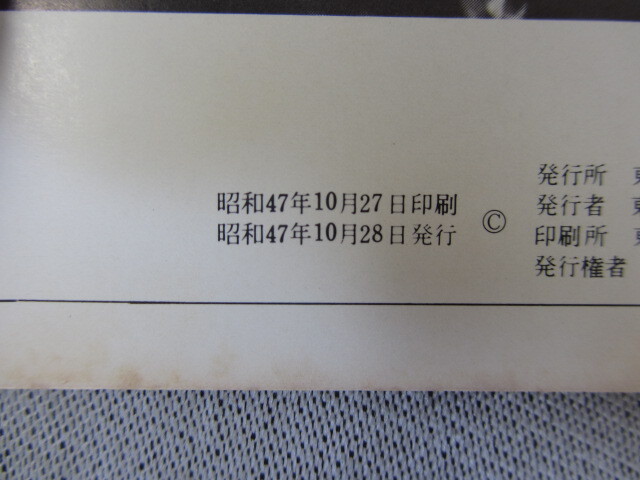 昭和47年10月27日印刷
昭和47年10月28日発行
©
発行所
発行者
印刷所
発行権者